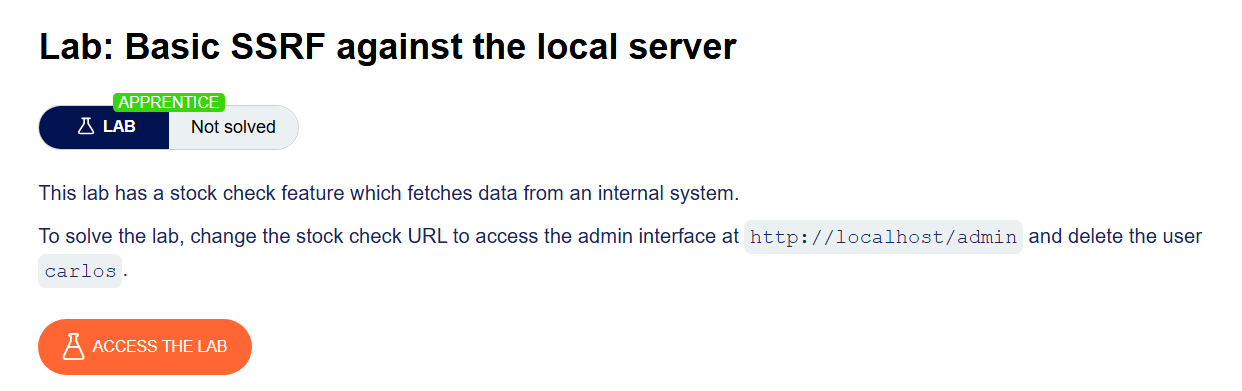 Lab: Basic SSRF against the local server
APPRENTICE
LAB
Not solved
This lab has a stock check feature which fetches data from an internal system.
To solve the lab, change the stock check URL to access the admin interface at http://localhost/admin and delete the user
carlos.
ACCESS THE LAB